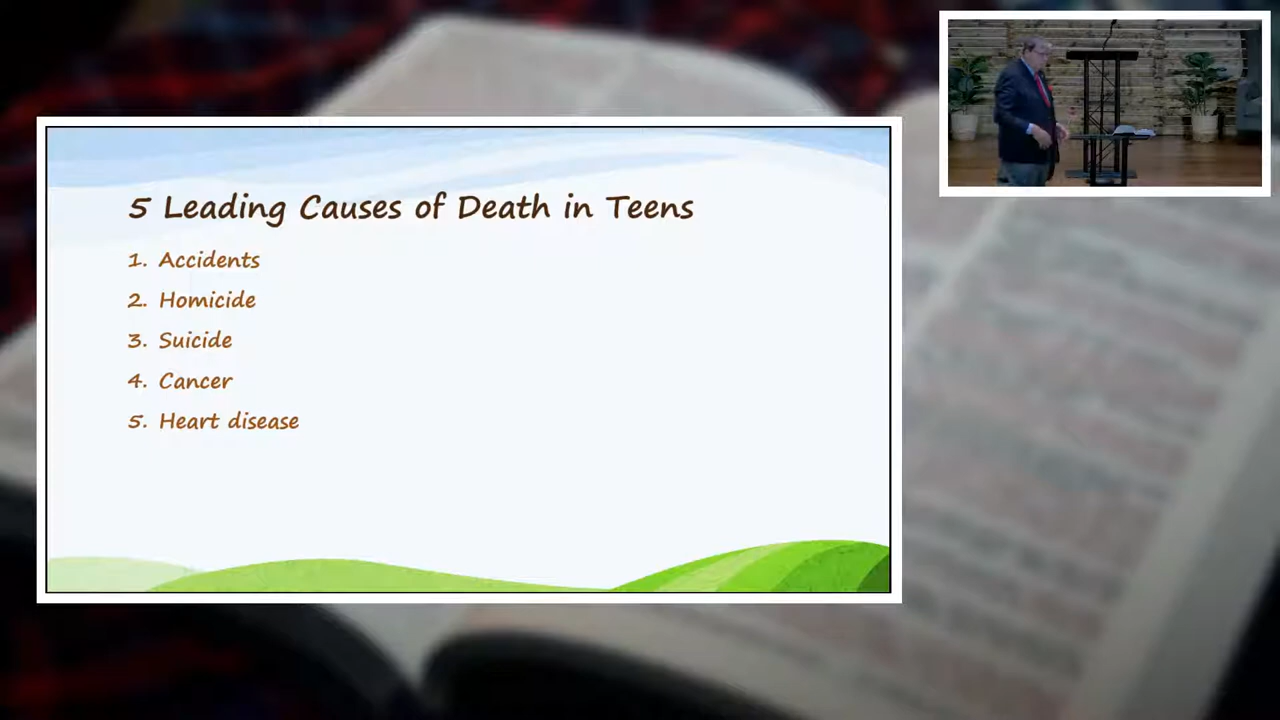 5 Leading Causes of Death in Teens
1. Accidents
2. Homicide
3. Suicide
4. Cancer
5. Heart disease